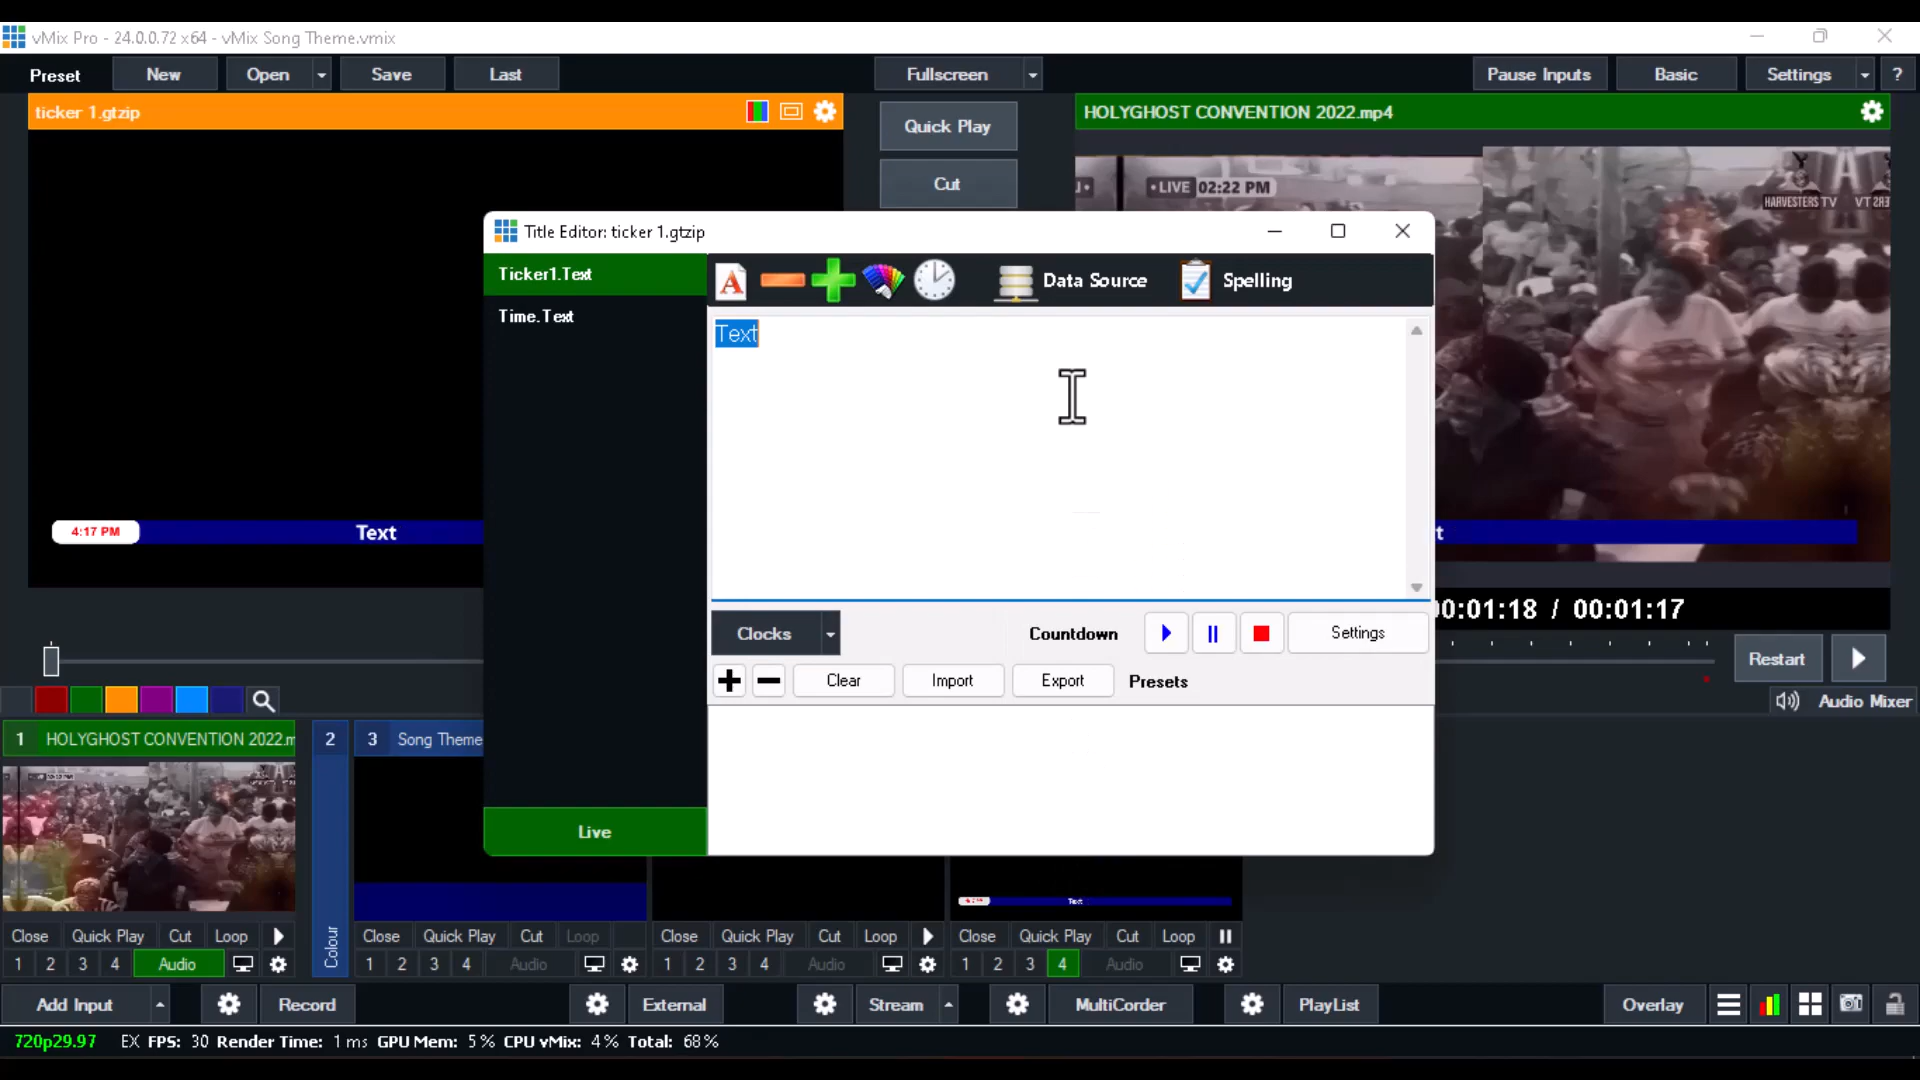 vMix Pro - 24.0.0.72 x64 - vMix Song Theme.vmix
Preset New Open Save Last Fullscreen Pause Inputs Basic Settings ?
ticker 1.gtzip
Quick Play
Cut
HOLYGHOST CONVENTION 2022.mp4
• LIVE 02:22 PM
HARVESTERS TV
4:17 PM Text
Title Editor: ticker 1.gtzip
Ticker1.Text
Time.Text
Data Source Spelling
Text
Clocks Countdown Settings
Clear Import Export Presets
Live
00:01:18 / 00:01:17
Restart
Audio Mixer
1 HOLYGHOST CONVENTION 2022.m
2 Colour
3 Song Theme
Text
Close Quick Play Cut Loop Close Quick Play Cut Loop Close Quick Play Cut Loop Close Quick Play Cut Loop
1 2 3 4 Audio 1 2 3 4 Audio 1 2 3 4 Audio 1 2 3 4 Audio
Add Input Record External Stream MultiCorder PlayList Overlay
720p29.97 EX FPS: 30 Render Time: 1 ms GPU Mem: 5 % CPU vMix: 4 % Total: 68 %